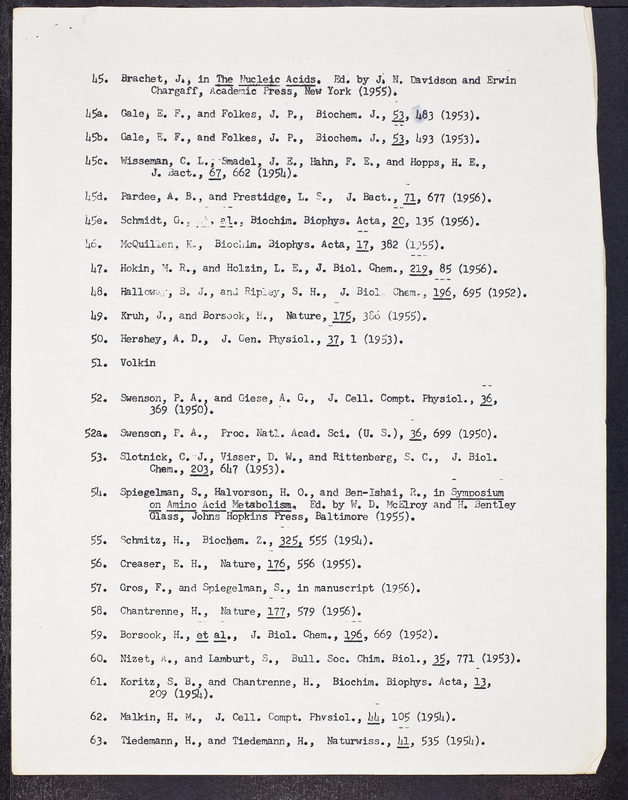 45. Brachet, J., in The Nucleic Acids. Ed. by J. N. Davidson and Erwin
Chargaff, Academic Press, New York (1955).
45a. Gale, E. F., and Folkes, J. P., Biochem. J., 53, 483 (1953).
45b. Gale, E. F., and Folkes, J. P., Biochem. J., 53, 493 (1953).
45c. Wisseman, C. L., Smadel, J. E., Hahn, F. E., and Hopps, H. E.,
J. Bact., 67, 662 (1954).
45d. Pardee, A. B., and Prestidge, L. S., J. Bact., 71, 677 (1956).
45e. Schmidt, G., al., Biochim. Biophys. Acta, 20, 135 (1956).
46. McQuillen, K., Biochim. Biophys. Acta, 17, 382 (1955).
47. Hokin, M. R., and Holzin, L. E., J. Biol. Chem., 219, 85 (1956).
48. Halloway, B. J., and Ripley, S. H., J. Biol. Chem., 196, 695 (1952).
49. Kruh, J., and Borsook, H., Nature, 175, 386 (1955).
50. Hershey, A. D., J. Gen. Physiol., 37, 1 (1953).
51. Volkin
52. Swenson, P. A., and Giese, A. G., J. Cell. Compt. Physiol., 36,
369 (1950).
52a. Swenson, P. A., Proc. Natl. Acad. Sci. (U. S.), 36, 699 (1950).
53. Slotnick, C. J., Visser, D. W., and Rittenberg, S. C., J. Biol.
Chem., 203, 647 (1953).
54. Spiegelman, S., Halvorson, H. O., and Ben-Ishai, R., in Symposium
on Amino Acid Metabolism. Ed. by W. D. McElroy and H. Bentley
Glass, Johns Hopkins Press, Baltimore (1955).
55. Schmitz, H., Biochem. Z., 325, 555 (1954).
56. Creaser, E. H., Nature, 176, 556 (1955).
57. Gros, F., and Spiegelman, S., in manuscript (1956).
58. Chantrenne, H., Nature, 177, 579 (1956).
59. Borsook, H., et al., J. Biol. Chem., 196, 669 (1952).
60. Nizet, A., and Lamburt, S., Bull. Soc. Chim. Biol., 35, 771 (1953).
61. Koritz, S. B., and Chantrenne, H., Biochim. Biophys. Acta, 13,
209 (1954).
62. Malkin, H. M., J. Cell. Compt. Physiol., 44, 105 (1954).
63. Tiedemann, H., and Tiedemann, H., Naturwiss., 41, 535 (1954).